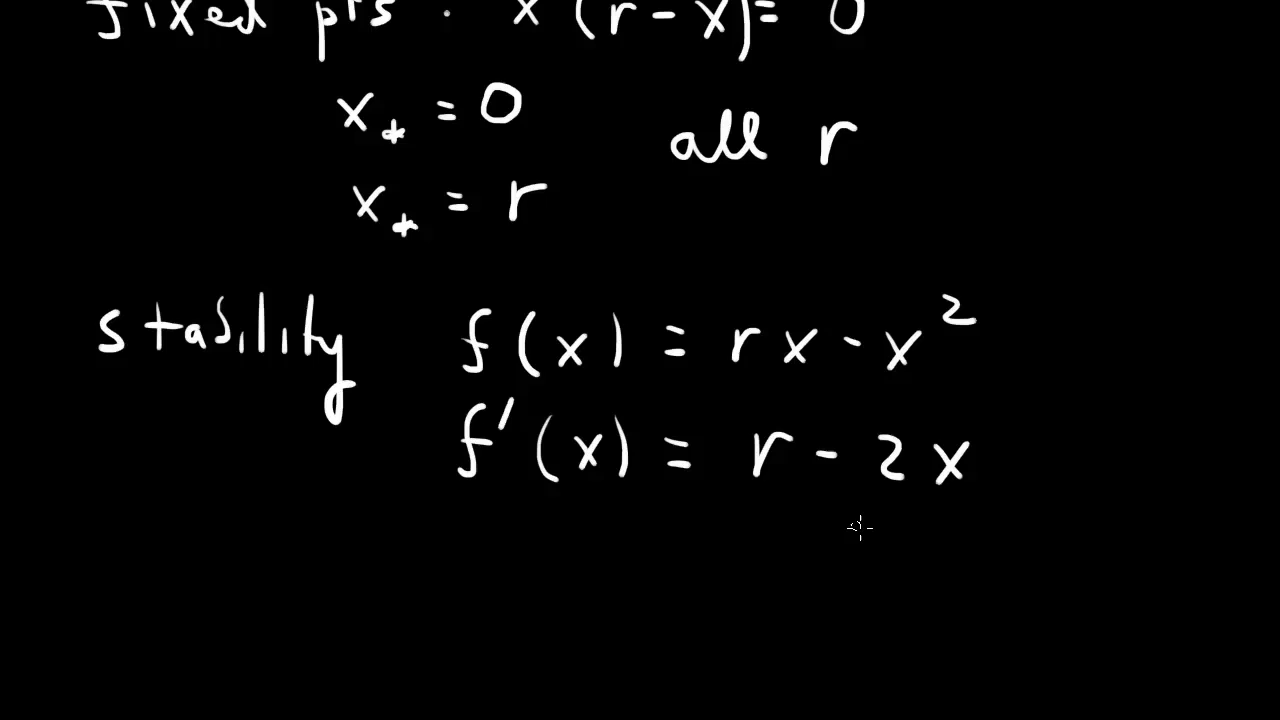 fixed pts. x(r-x)=0
x* = 0
all r
x* = r
stability f(x) = rx - x²
f'(x) = r - 2x